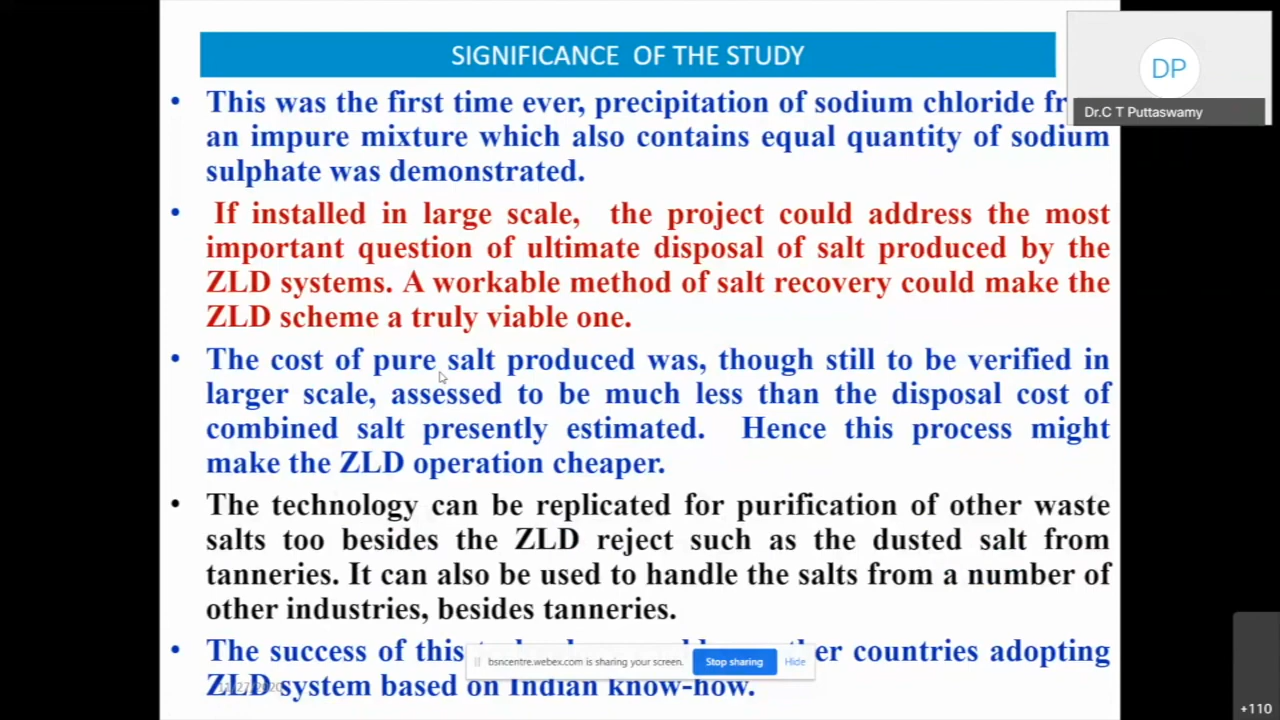 SIGNIFICANCE OF THE STUDY
DP
Dr.C T Puttaswamy
• This was the first time ever, precipitation of sodium chloride
an impure mixture which also contains equal quantity of sodium
sulphate was demonstrated.
• If installed in large scale, the project could address the most
important question of ultimate disposal of salt produced by the
ZLD systems. A workable method of salt recovery could make the
ZLD scheme a truly viable one.
• The cost of pure salt produced was, though still to be verified in
larger scale, assessed to be much less than the disposal cost of
combined salt presently estimated. Hence this process might
make the ZLD operation cheaper.
• The technology can be replicated for purification of other waste
salts too besides the ZLD reject such as the dusted salt from
tanneries. It can also be used to handle the salts from a number of
other industries, besides tanneries.
• The success of this countries adopting
bsncentre.webex.com is sharing your screen. Stop sharing Hide
ZLD system based on Indian know-how.
+110